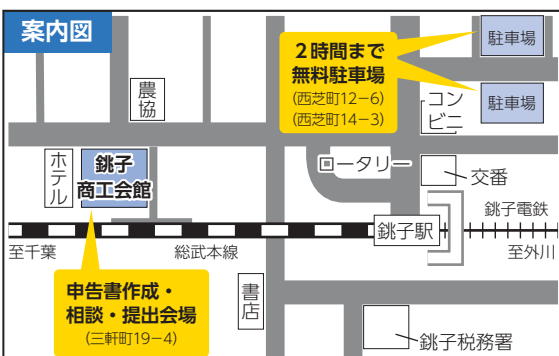 案内図
2時間まで
無料駐車場
(西芝町12−6)
(西芝町14−3)
駐車場
駐車場
農協
コン
ビニ
ホテル
銚子
商工会館
ロータリー
交番
銚子電鉄
銚子駅
至千葉
総武本線
至外川
申告書作成・
相談・提出会場
(三軒町19−4)
書店
銚子税務署